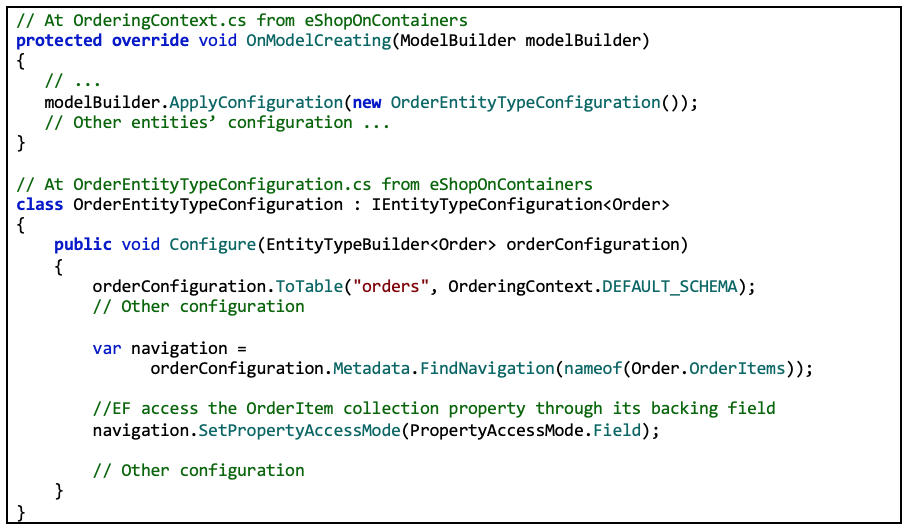 // At OrderingContext.cs from eShopOnContainers
protected override void OnModelCreating(ModelBuilder modelBuilder)
{
// ...
modelBuilder.ApplyConfiguration(new OrderEntityTypeConfiguration());
// Other entities’ configuration ...
}
// At OrderEntityTypeConfiguration.cs from eShopOnContainers
class OrderEntityTypeConfiguration : IEntityTypeConfiguration<Order>
{
public void Configure(EntityTypeBuilder<Order> orderConfiguration)
{
orderConfiguration.ToTable("orders", OrderingContext.DEFAULT_SCHEMA);
// Other configuration
var navigation =
orderConfiguration.Metadata.FindNavigation(nameof(Order.OrderItems));
//EF access the OrderItem collection property through its backing field
navigation.SetPropertyAccessMode(PropertyAccessMode.Field);
// Other configuration
}
}